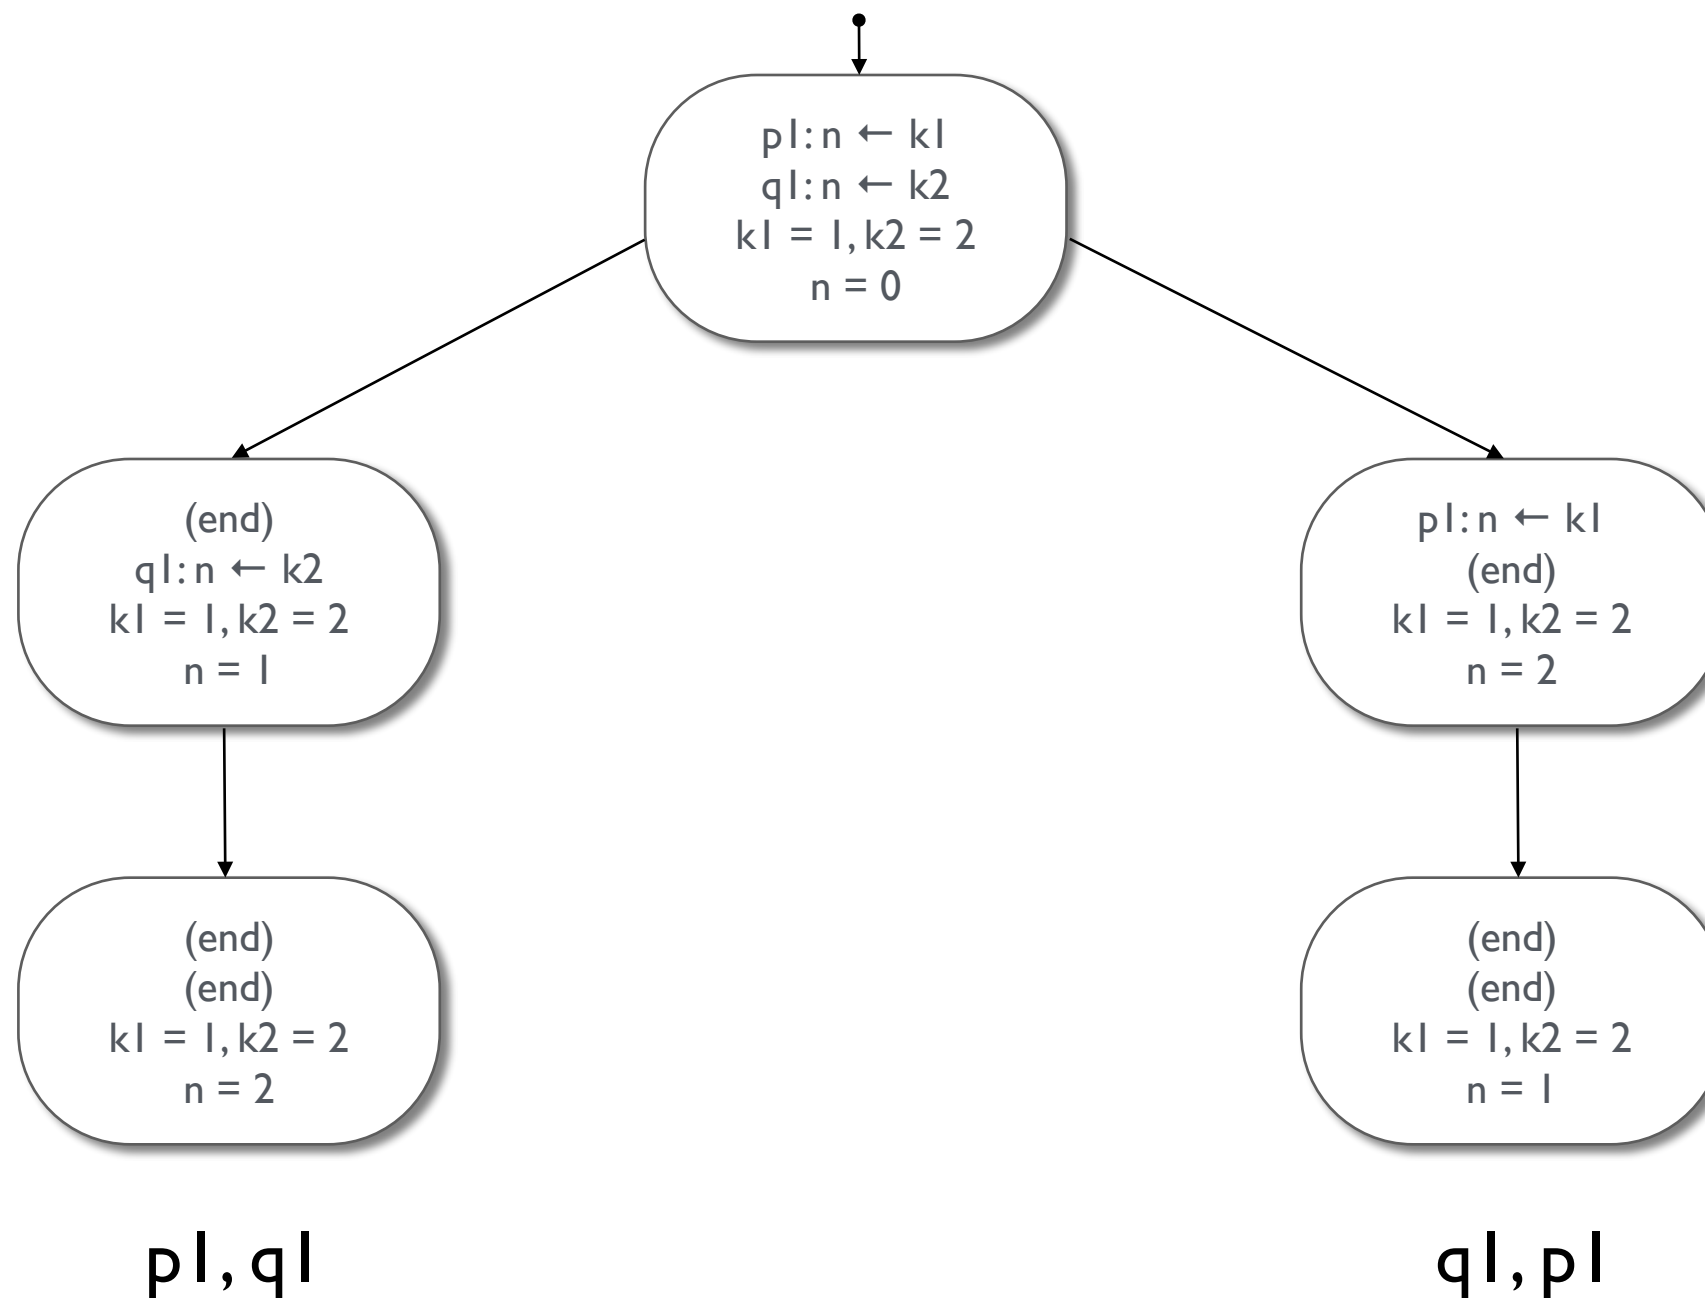 p1: n ← k1
q1: n ← k2
k1 = 1, k2 = 2
n = 0
(end)
q1: n ← k2
k1 = 1, k2 = 2
n = 1
p1: n ← k1
(end)
k1 = 1, k2 = 2
n = 2
(end)
(end)
k1 = 1, k2 = 2
n = 2
(end)
(end)
k1 = 1, k2 = 2
n = 1
p1, q1
q1, p1